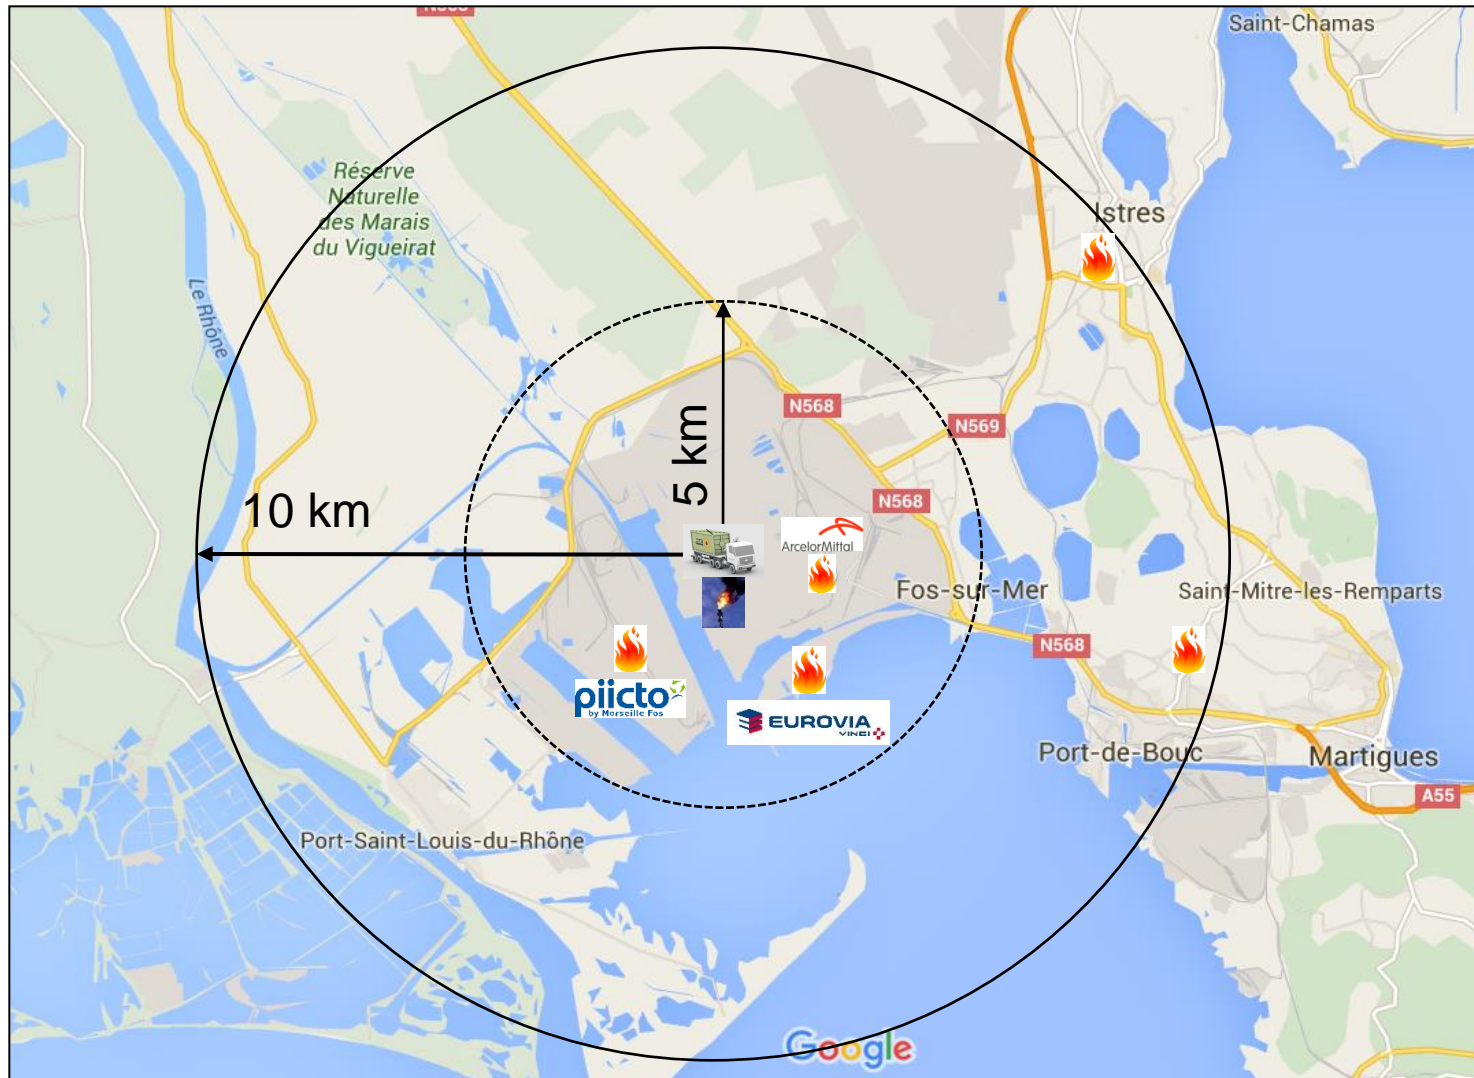 N568
Saint-Chamas
Réserve
Naturelle
des Marais
du Vigueirat
Istres
Le Rhône
N568
N569
5 km
N568
10 km
ArcelorMittal
Fos-sur-Mer
Saint-Mitre-les-Remparts
N568
piicto
by Marseille Fos
EUROVIA
VINCI
Port-de-Bouc
Martigues
A55
Port-Saint-Louis-du-Rhône
Google